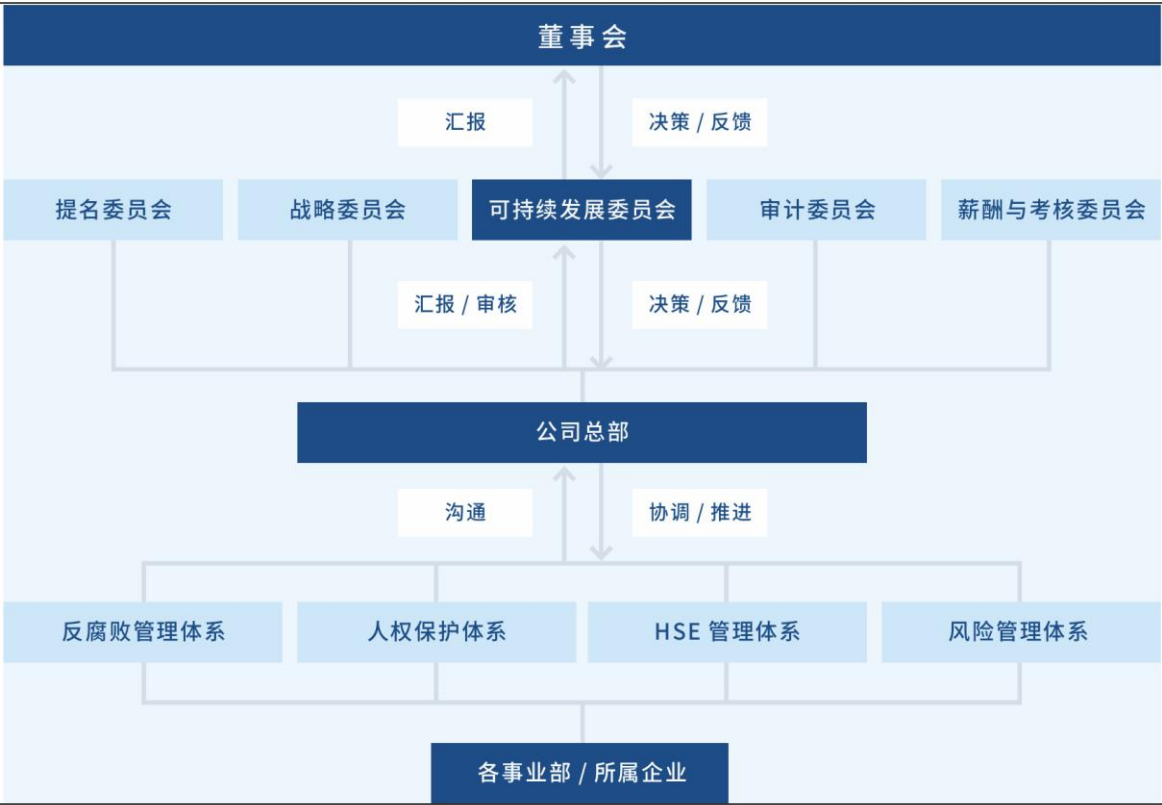 董事会
汇报
决策 / 反馈
提名委员会
战略委员会
可持续发展委员会
审计委员会
薪酬与考核委员会
汇报 / 审核
决策 / 反馈
公司总部
沟通
协调 / 推进
反腐败管理体系
人权保护体系
HSE 管理体系
风险管理体系
各事业部 / 所属企业